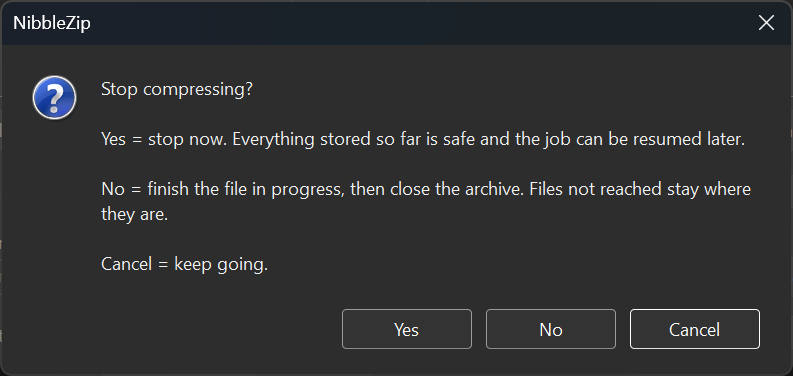 NibbleZip
Stop compressing?
Yes = stop now. Everything stored so far is safe and the job can be resumed later.
No = finish the file in progress, then close the archive. Files not reached stay where
they are.
Cancel = keep going.
Yes
No
Cancel